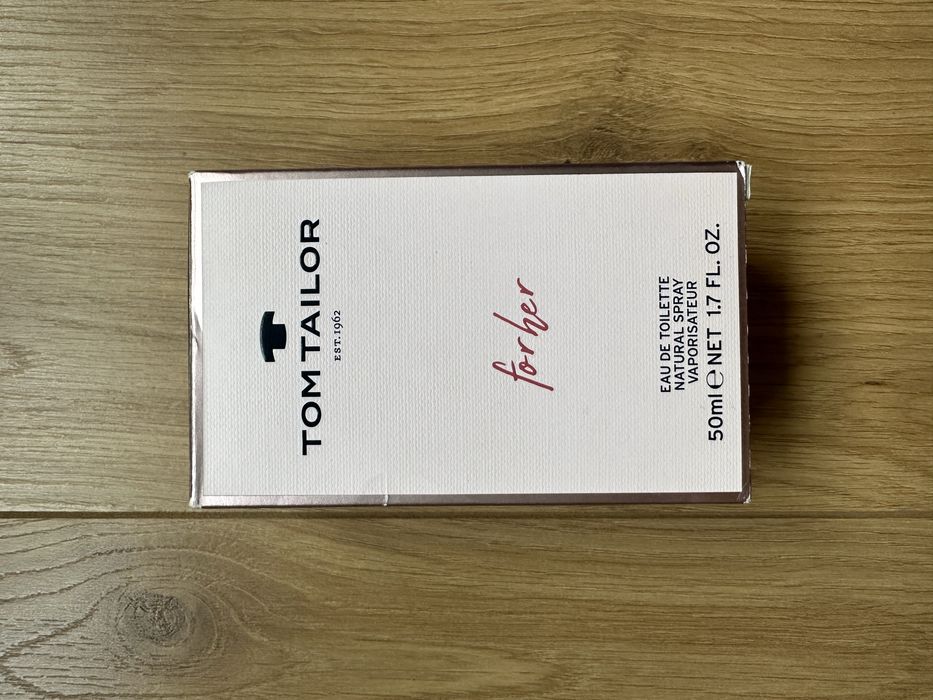 TOM TAILOR
EST.1962
for her
EAU DE TOILETTE
NATURAL SPRAY
VAPORISATEUR
50ml ℮ NET 1.7 FL. OZ.